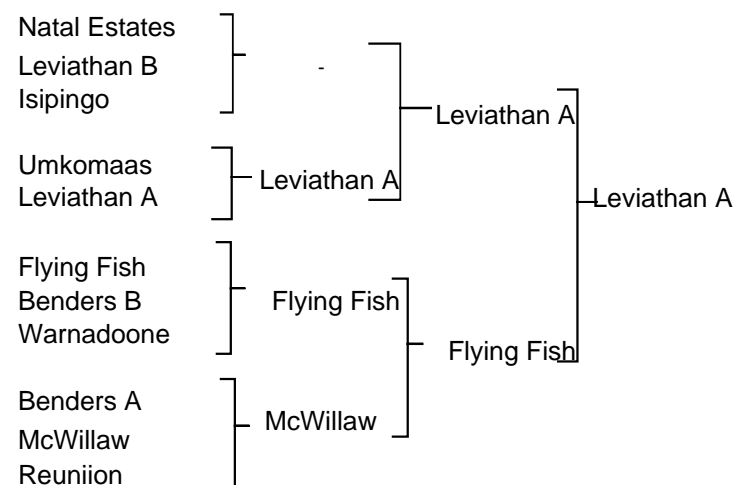 Natal Estates
Leviathan B
Isipingo
-
Leviathan A
Umkomaas
Leviathan A
Leviathan A
Leviathan A
Flying Fish
Benders B
Warnadoone
Flying Fish
Flying Fish
Benders A
McWillaw
Reuniion
McWillaw